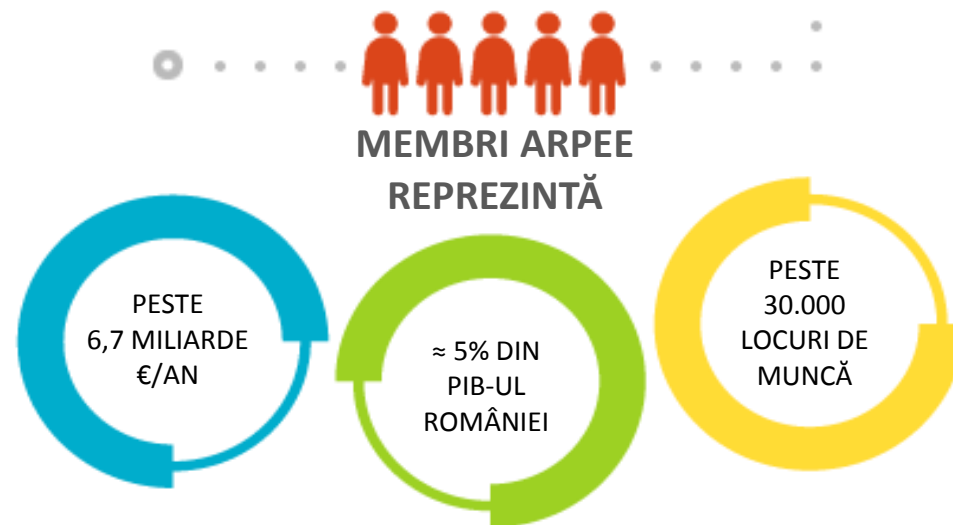 MEMBRI ARPEE
REPREZINTĂ
PESTE
6,7 MILIARDE
€/AN
≈ 5% DIN
PIB-UL
ROMÂNIEI
PESTE
30.000
LOCURI DE
MUNCĂ